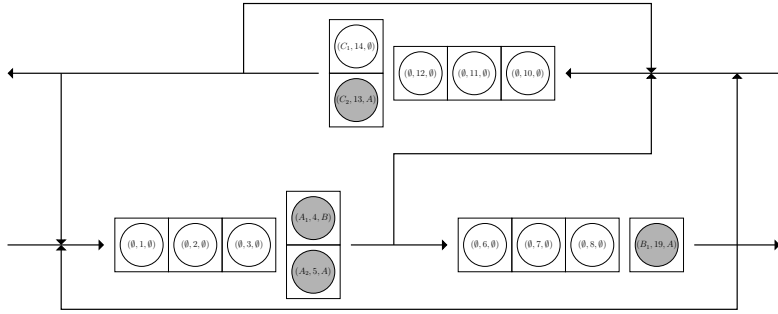 (C₁, 14, ∅)
(∅, 12, ∅) (∅, 11, ∅) (∅, 10, ∅)
(C₂, 13, A)
(A₁, 4, B)
(∅, 1, ∅) (∅, 2, ∅) (∅, 3, ∅) (∅, 6, ∅) (∅, 7, ∅) (∅, 8, ∅) (B₁, 19, A)
(A₂, 5, A)